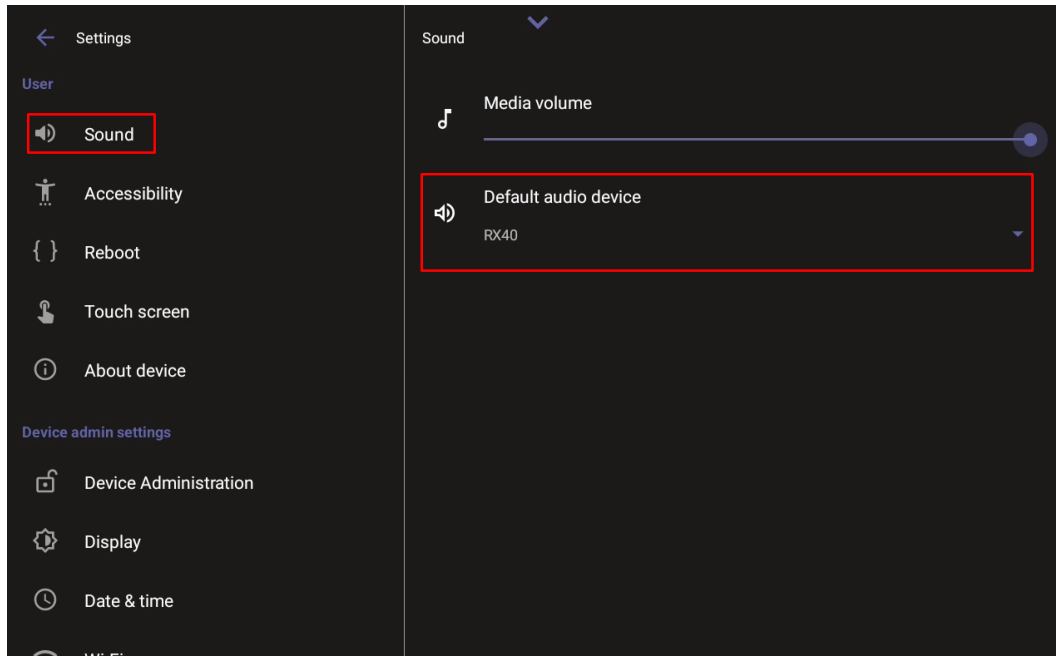 Settings
User
Sound
Accessibility
Reboot
Touch screen
About device
Device admin settings
Device Administration
Display
Date & time
Sound
Media volume
Default audio device
RX40